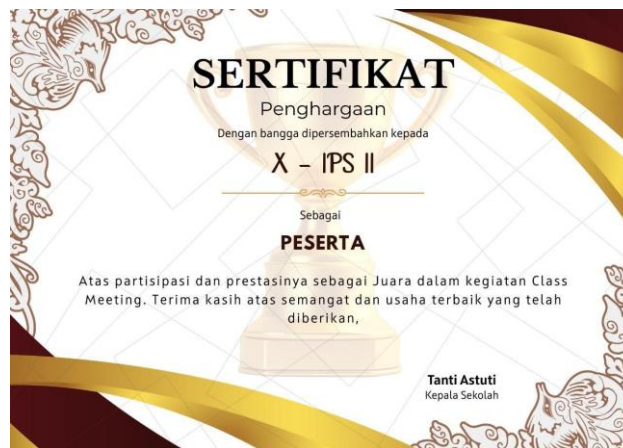 SERTIFIKAT
Penghargaan
Dengan bangga dipersembahkan kepada
X - IPS II
Sebagai
PESERTA
Atas partisipasi dan prestasinya sebagai Juara dalam kegiatan Class
Meeting. Terima kasih atas semangat dan usaha terbaik yang telah
diberikan,
Tanti Astuti
Kepala Sekolah